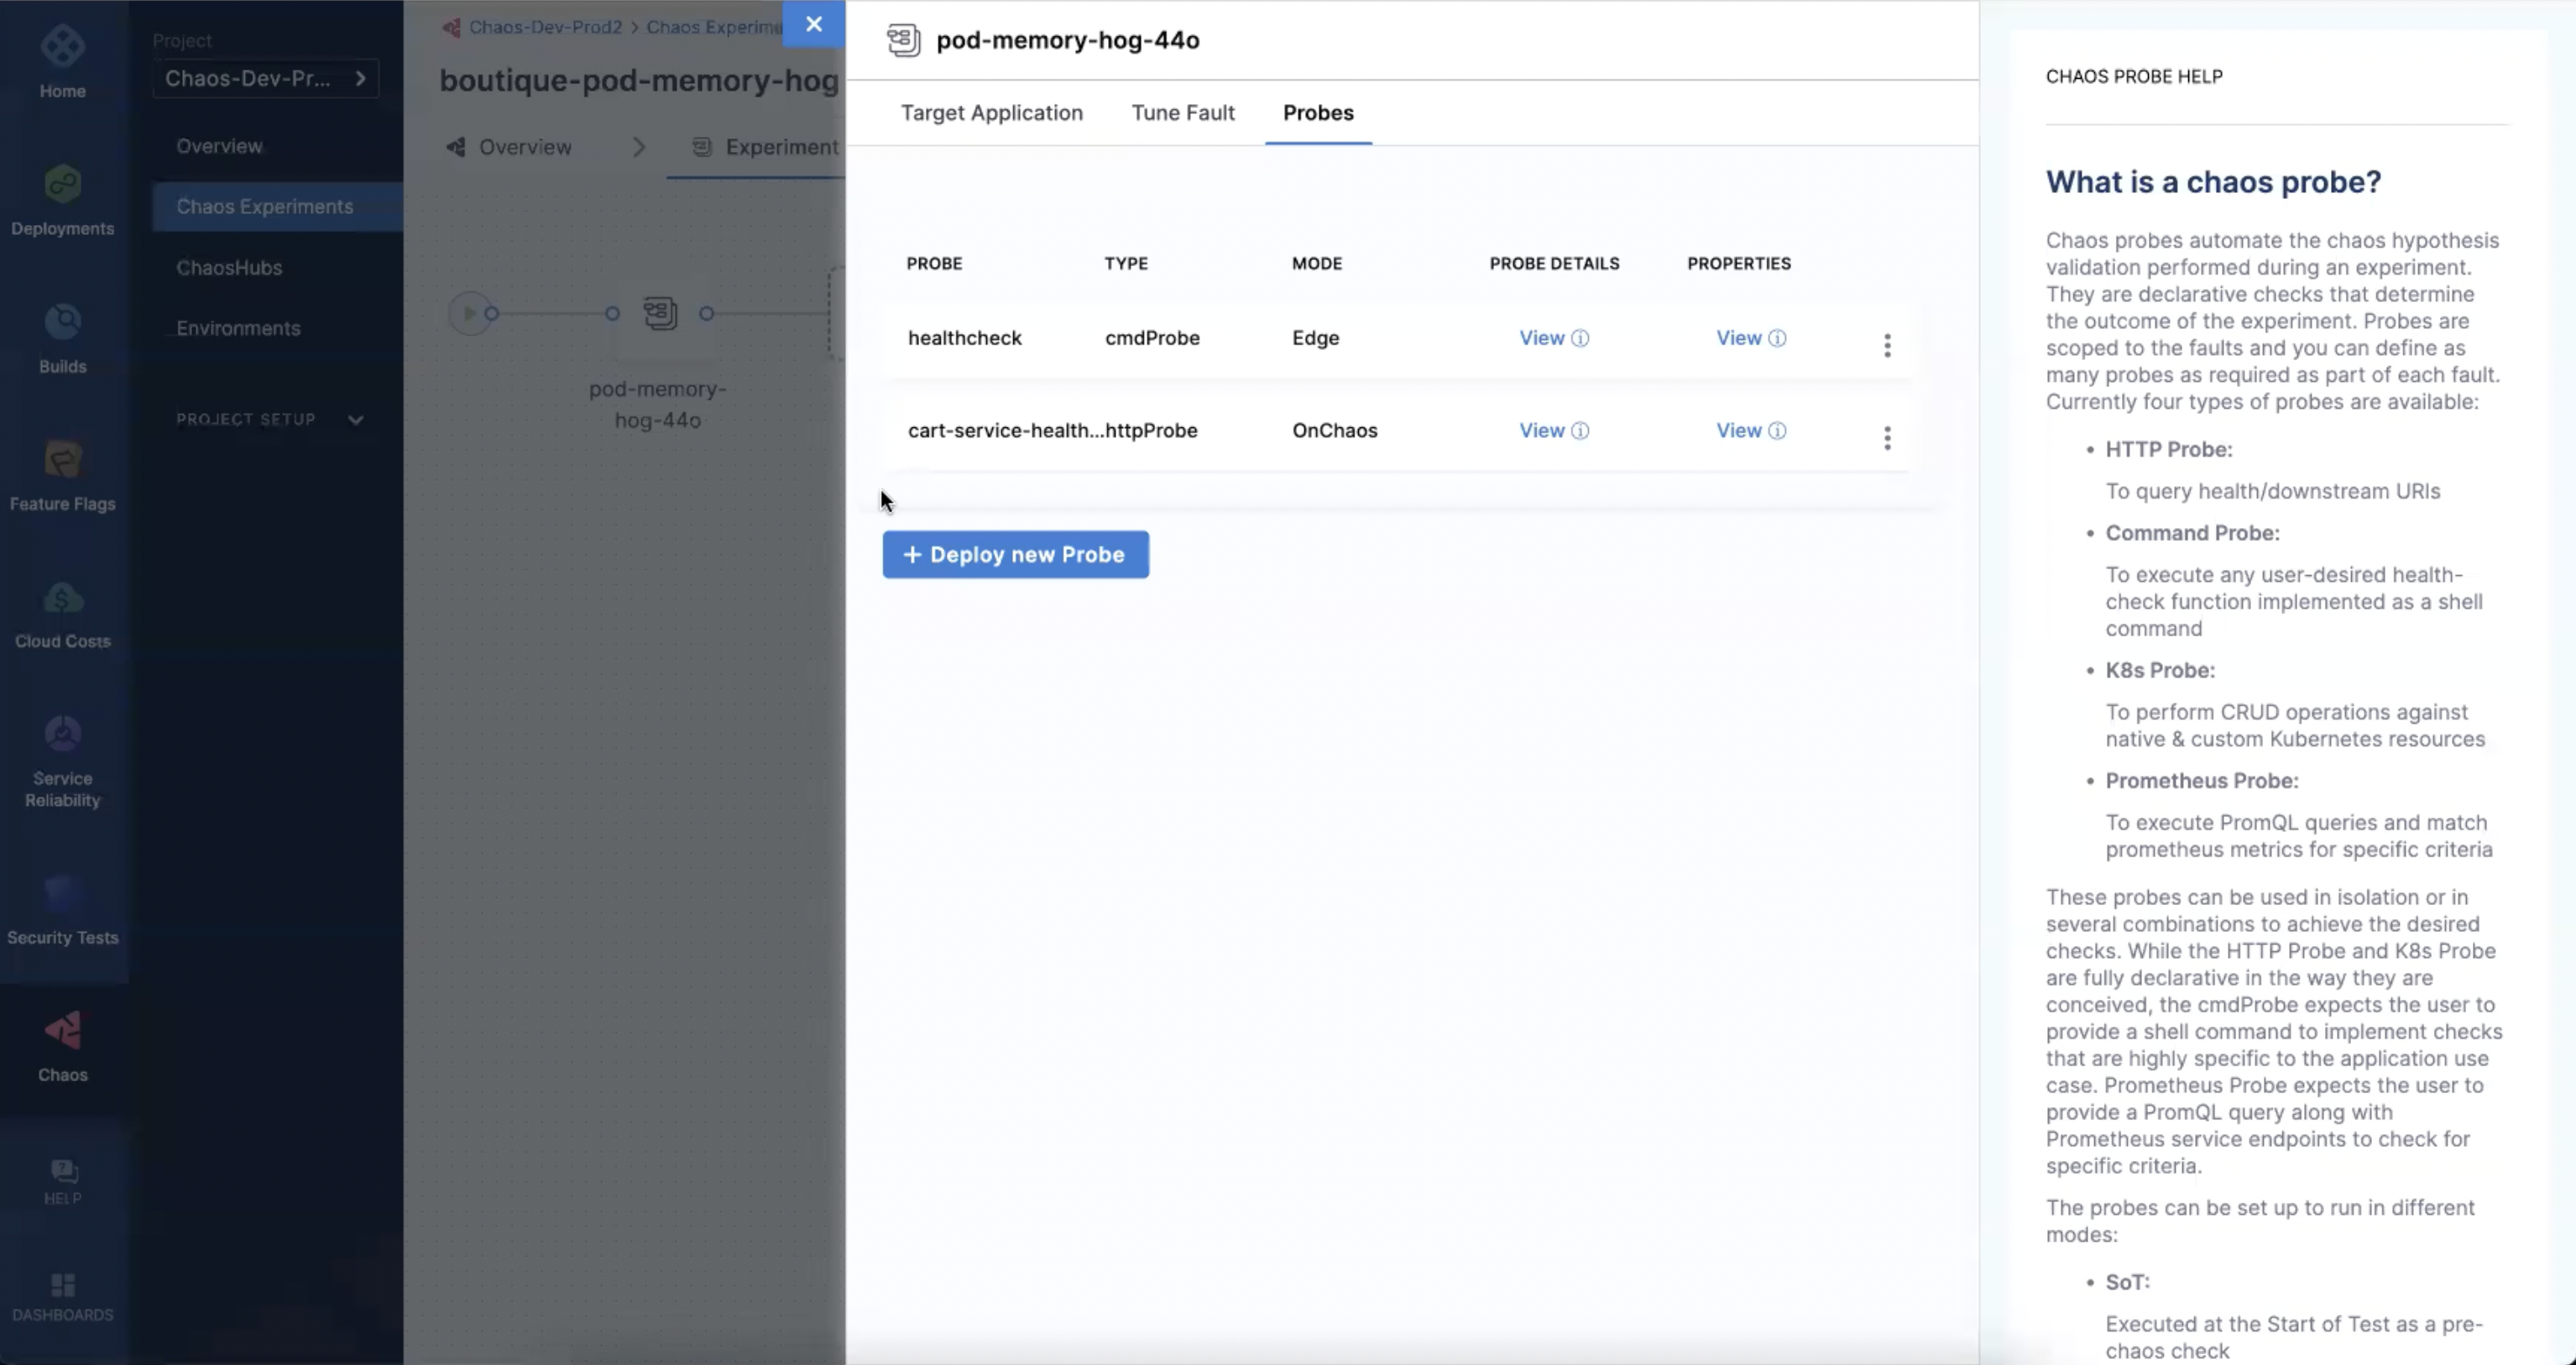 Home
Deployments
Builds
Feature Flags
Cloud Costs
Service
Reliability
Security Tests
Chaos
HELP
DASHBOARDS
Project
Chaos-Dev-Pr...
Overview
Chaos Experiments
ChaosHubs
Environments
PROJECT SETUP
Chaos-Dev-Prod2 > Chaos Experime
boutique-pod-memory-hog
Overview
Experiment
pod-memory-
hog-44o
pod-memory-hog-44o
Target Application Tune Fault Probes
PROBE TYPE MODE PROBE DETAILS PROPERTIES
healthcheck cmdProbe Edge View View
cart-service-health...httpProbe OnChaos View View
+ Deploy new Probe
CHAOS PROBE HELP
What is a chaos probe?
Chaos probes automate the chaos hypothesis
validation performed during an experiment.
They are declarative checks that determine
the outcome of the experiment. Probes are
scoped to the faults and you can define as
many probes as required as part of each fault.
Currently four types of probes are available:
• HTTP Probe:
To query health/downstream URIs
• Command Probe:
To execute any user-desired health-
check function implemented as a shell
command
• K8s Probe:
To perform CRUD operations against
native & custom Kubernetes resources
• Prometheus Probe:
To execute PromQL queries and match
prometheus metrics for specific criteria
These probes can be used in isolation or in
several combinations to achieve the desired
checks. While the HTTP Probe and K8s Probe
are fully declarative in the way they are
conceived, the cmdProbe expects the user to
provide a shell command to implement checks
that are highly specific to the application use
case. Prometheus Probe expects the user to
provide a PromQL query along with
Prometheus service endpoints to check for
specific criteria.
The probes can be set up to run in different
modes:
• SoT:
Executed at the Start of Test as a pre-
chaos check